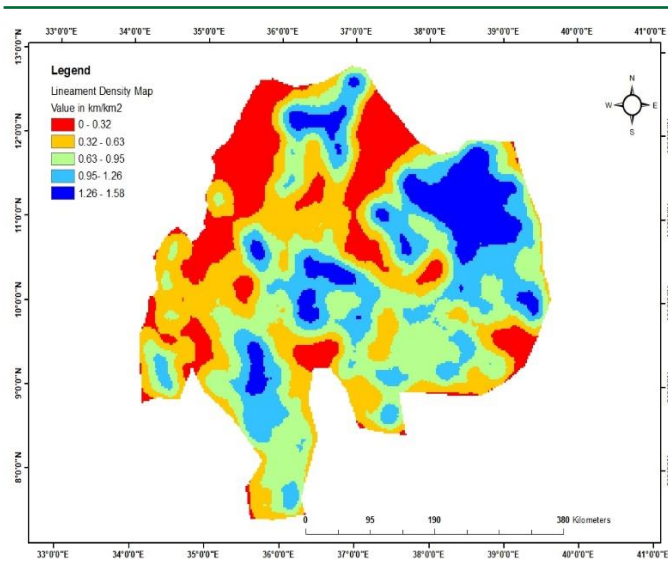 33°0'0"E 34°0'0"E 35°0'0"E 36°0'0"E 37°0'0"E 38°0'0"E 39°0'0"E 40°0'0"E 41°0'0"E
13°0'0"N
12°0'0"N
11°0'0"N
10°0'0"N
9°0'0"N
8°0'0"N
Legend
Lineament Density Map
Value in km/km2
0 - 0.32
0.32 - 0.63
0.63 - 0.95
0.95- 1.26
1.26 - 1.58
N
W E
S
0 95 190 380 Kilometers
33°0'0"E 34°0'0"E 35°0'0"E 36°0'0"E 37°0'0"E 38°0'0"E 39°0'0"E 40°0'0"E 41°0'0"E